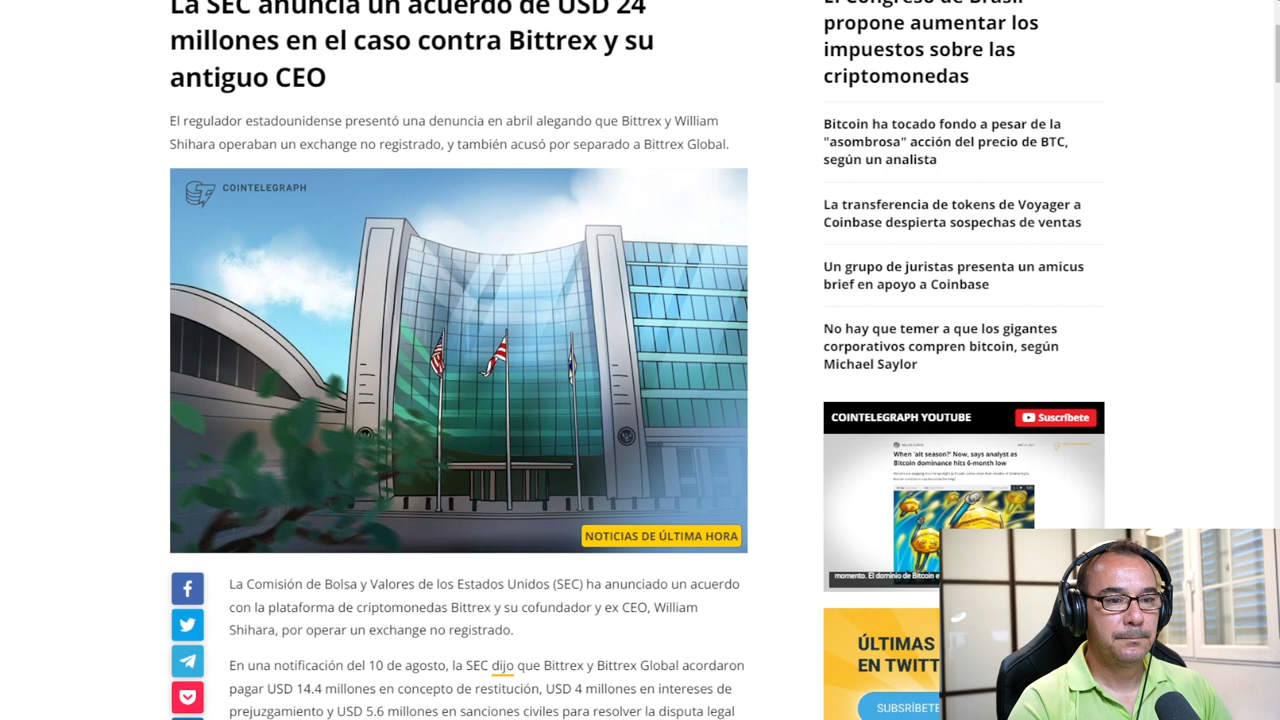 La SEC anuncia un acuerdo de USD 24
millones en el caso contra Bittrex y su
antiguo CEO
El regulador estadounidense presentó una denuncia en abril alegando que Bittrex y William
Shihara operaban un exchange no registrado, y también acusó por separado a Bittrex Global.
COINTELEGRAPH
NOTICIAS DE ÚLTIMA HORA
La Comisión de Bolsa y Valores de los Estados Unidos (SEC) ha anunciado un acuerdo
con la plataforma de criptomonedas Bittrex y su cofundador y ex CEO, William
Shihara, por operar un exchange no registrado.
En una notificación del 10 de agosto, la SEC dijo que Bittrex y Bittrex Global acordaron
pagar USD 14.4 millones en concepto de restitución, USD 4 millones en intereses de
prejuzgamiento y USD 5.6 millones en sanciones civiles para resolver la disputa legal
El Congreso de Brasil
propone aumentar los
impuestos sobre las
criptomonedas
Bitcoin ha tocado fondo a pesar de la
"asombrosa" acción del precio de BTC,
según un analista
La transferencia de tokens de Voyager a
Coinbase despierta sospechas de ventas
Un grupo de juristas presenta un amicus
brief en apoyo a Coinbase
No hay que temer a que los gigantes
corporativos compren bitcoin, según
Michael Saylor
COINTELEGRAPH YOUTUBE
Suscríbete
When 'alt season?' Now, says analyst as
Bitcoin dominance hits 6-month low
momento. El dominio de Bitcoin e
ÚLTIMAS
EN TWITT
SUBSRÍBETE